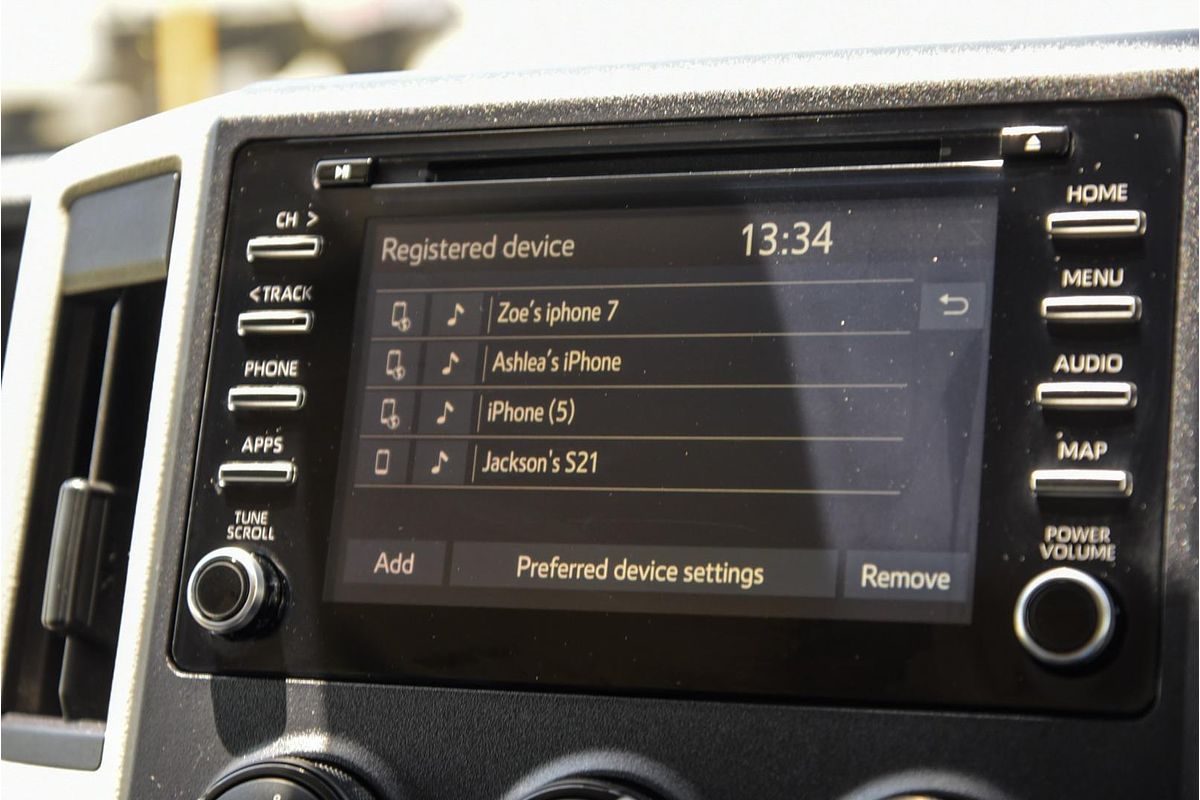 CH >
<TRACK
PHONE
APPS
TUNE
SCROLL
Registered device
13:34
Zoe's iphone 7
Ashlea's iPhone
iPhone (5)
Jackson's S21
Add
Preferred device settings
Remove
HOME
MENU
AUDIO
MAP
POWER
VOLUME